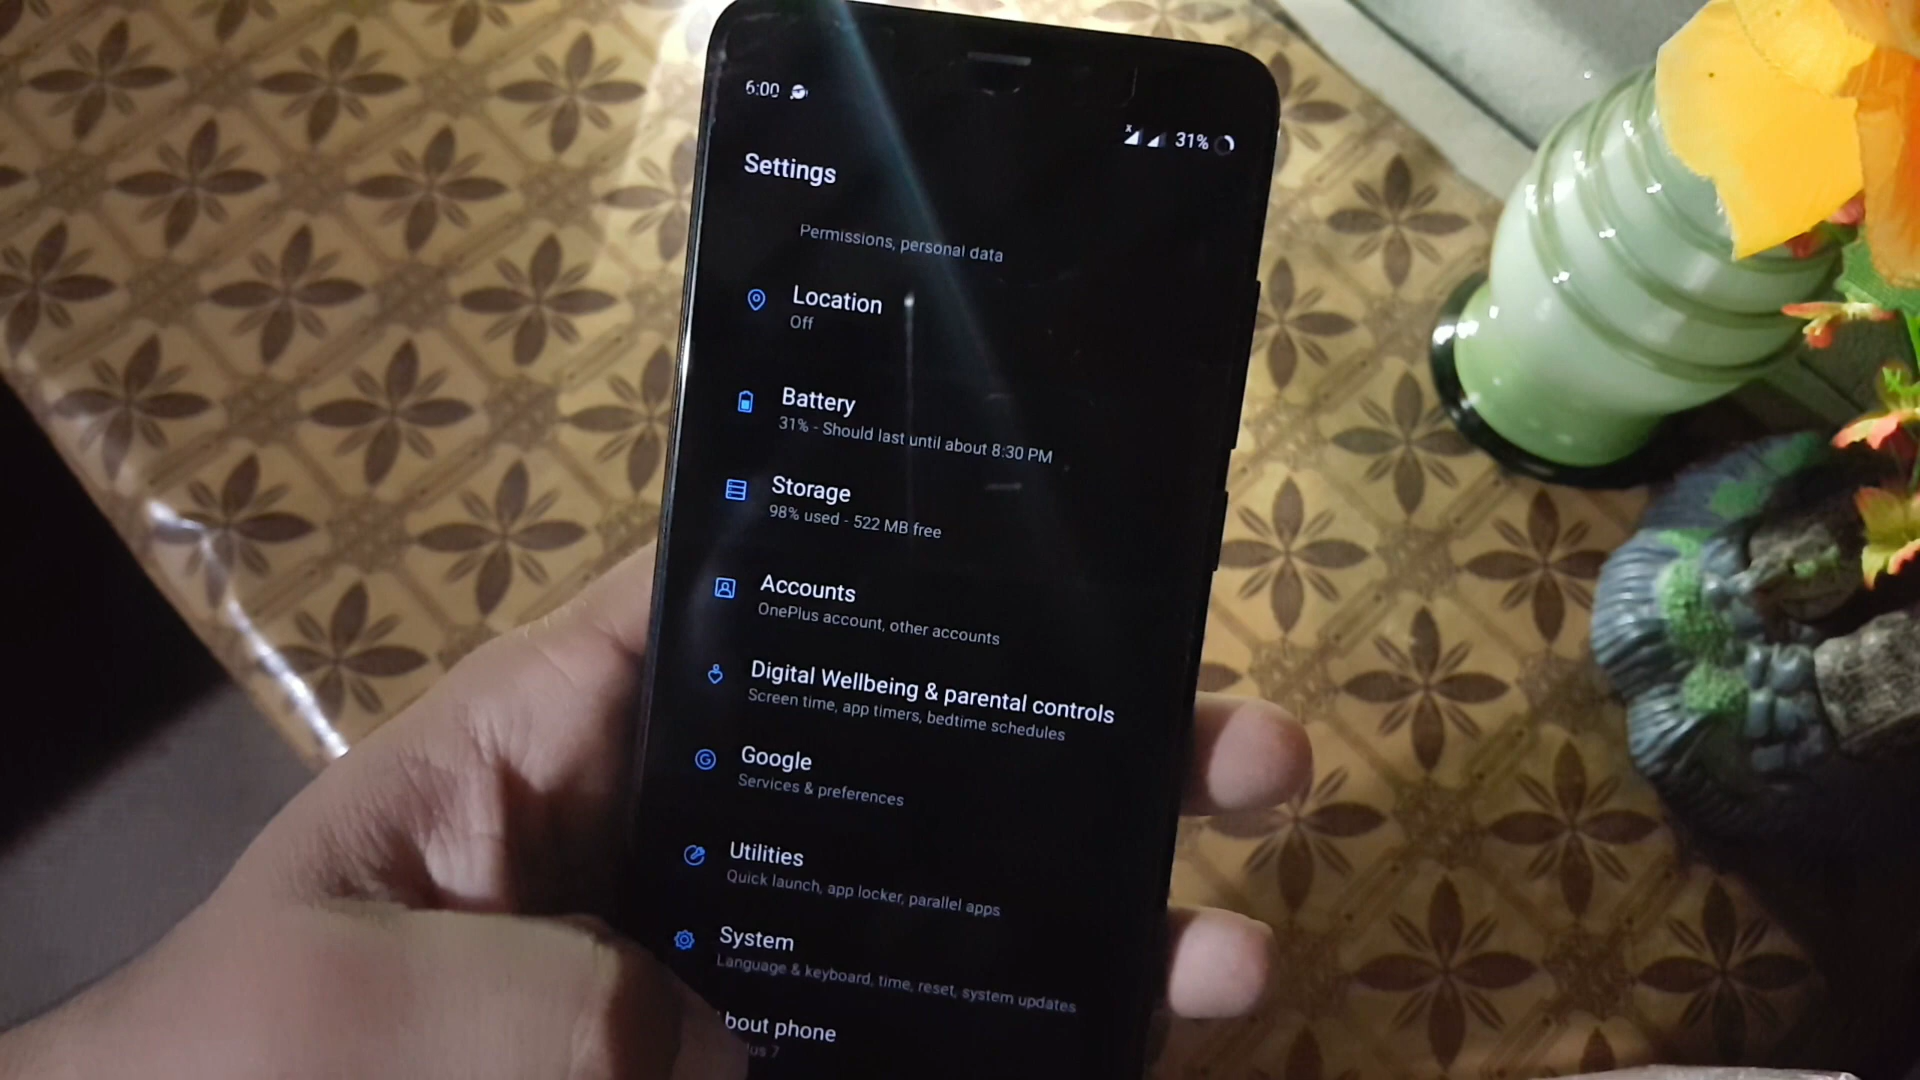 6:00
31%
Settings
Permissions, personal data
Location
Off
Battery
31% - Should last until about 8:30 PM
Storage
98% used - 522 MB free
Accounts
OnePlus account, other accounts
Digital Wellbeing & parental controls
Screen time, app timers, bedtime schedules
Google
Services & preferences
Utilities
Quick launch, app locker, parallel apps
System
Language & keyboard, time, reset, system updates
bout phone
lus 7